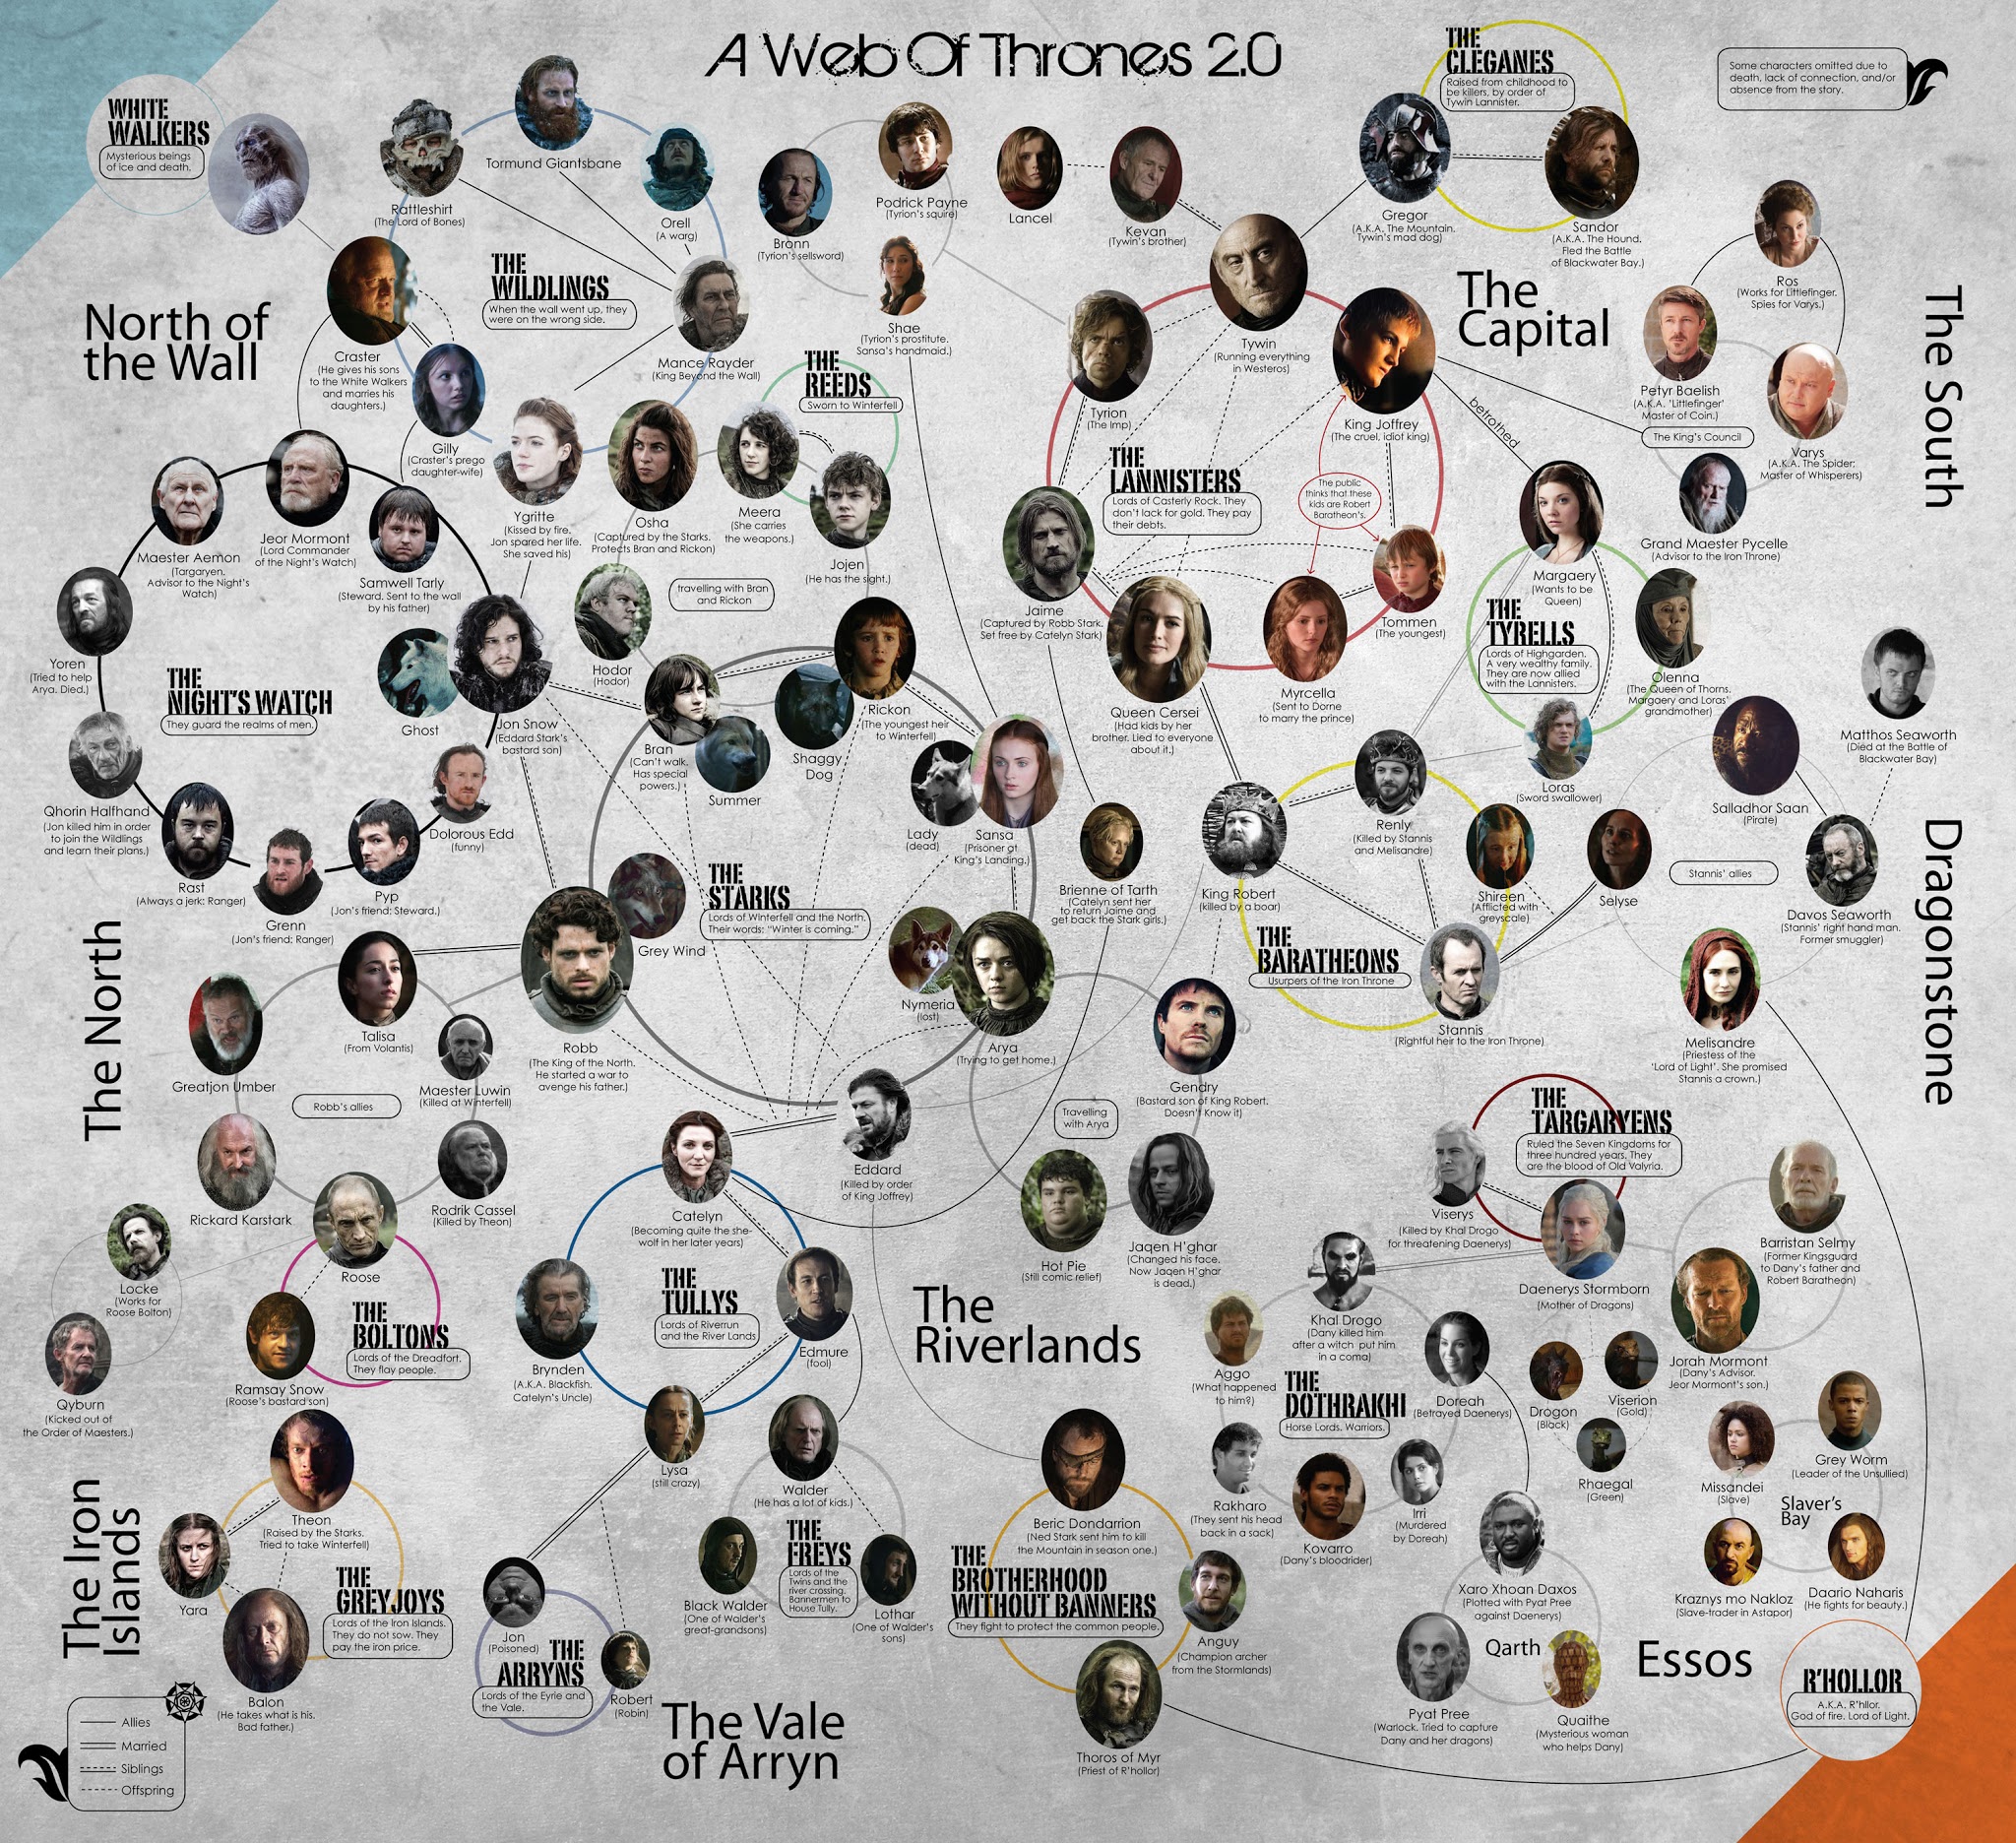 A Web Of Thrones 2.0
Some characters omitted due to
death, lack of connection, and/or
absence from the story.
WHITE
WALKERS
Mysterious beings
of ice and death.
North of
the Wall
Rattleshirt
(The Lord of Bones)
Tormund Giantsbane
Orell
(A warg)
THE
WILDLINGS
When the wall went up, they
were on the wrong side.
Mance Rayder
(King Beyond the Wall)
Craster
(He gives his sons
to the White Walkers
and marries his
daughters.)
Gilly
(Craster's prego
daughter-wife)
Ygritte
(Kissed by fire.
Jon spared her life.
She saved his)
Osha
(Captured by the Starks.
Protects Bran and Rickon)
THE
REEDS
Sworn to Winterfell
Meera
(She carries
the weapons.)
Jojen
(He has the sight.)
Hodor
(Hodor)
travelling with Bran
and Rickon
Bronn
(Tyrion's sellsword)
Podrick Payne
(Tyrion's squire)
Shae
(Tyrion's prostitute.
Sansa's handmaid.)
Lancel
Kevan
(Tywin's brother)
THE
CLEGANES
Raised from childhood to
be killers, by order of
Tywin Lannister.
Gregor
(A.K.A. The Mountain.
Tywin's mad dog)
Sandor
(A.K.A. The Hound.
Fled the Battle
of Blackwater Bay.)
The
Capital
Tywin
(Running everything
in Westeros)
Tyrion
(The Imp)
King Joffrey
(The cruel, idiot king)
betrothed
THE
LANNISTERS
Lords of Casterly Rock. They
don't lack for gold. They pay
their debts.
The public
thinks that these
kids are Robert
Baratheon's.
Jaime
(Captured by Robb Stark.
Set free by Catelyn Stark)
Queen Cersei
(Had kids by her
brother. Lied to everyone
about it.)
Myrcella
(Sent to Dorne
to marry the prince)
Tommen
(The youngest)
The South
Ros
(Works for Littlefinger.
Spies for Varys.)
Petyr Baelish
(A.K.A. 'Littlefinger'
Master of Coin.)
The King's Council
Varys
(A.K.A. The Spider;
Master of Whisperers)
Grand Maester Pycelle
(Advisor to the Iron Throne)
Margaery
(Wants to be
Queen)
THE
TYRELLS
Lords of Highgarden.
A very wealthy family.
They are now allied
with the Lannisters.
Olenna
(The Queen of Thorns.
Margaery and Loras'
grandmother)
Loras
(Sword swallower)
Maester Aemon
(Targaryen.
Advisor to the Night's
Watch)
Jeor Mormont
(Lord Commander
of the Night's Watch)
Samwell Tarly
(Steward. Sent to the wall
by his father)
Yoren
(Tried to help
Arya. Died.)
THE
NIGHT'S WATCH
They guard the realms of men.
Ghost
Jon Snow
(Eddard Stark's
bastard son)
Qhorin Halfhand
(Jon killed him in order
to join the Wildlings
and learn their plans.)
Rast
(Always a jerk; Ranger)
Grenn
(Jon's friend; Ranger)
Pyp
(Jon's friend; Steward.)
Dolorous Edd
(funny)
Bran
(Can't walk.
Has special
powers.)
Summer
Shaggy
Dog
Rickon
(The youngest heir
to Winterfell)
Lady
(dead)
Sansa
(Prisoner at
King's Landing.)
THE
STARKS
Lords of Winterfell and the North.
Their words: "Winter is coming."
Grey Wind
Robb
(The King of the North.
He started a war to
avenge his father.)
Nymeria
(lost)
Arya
(Trying to get home.)
Eddard
(Killed by order
of King Joffrey)
Brienne of Tarth
(Catelyn sent her
to return Jaime and
get back the Stark girls.)
King Robert
(killed by a boar)
Renly
(Killed by Stannis
and Melisandre)
Shireen
(Afflicted with
greyscale)
Selyse
THE
BARATHEONS
Usurpers of the Iron Throne
Stannis
(Rightful heir to the Iron Throne)
Dragonstone
Matthos Seaworth
(Died at the Battle of
Blackwater Bay)
Salladhor Saan
(Pirate)
Stannis' allies
Davos Seaworth
(Stannis' right hand man.
Former smuggler)
Melisandre
(Priestess of the
'Lord of Light'. She promised
Stannis a crown.)
Gendry
(Bastard son of King Robert.
Doesn't Know it)
Travelling
with Arya
Hot Pie
(Still comic relief)
Jaqen H'ghar
(Changed his face.
Now Jaqen H'ghar
is dead.)
The North
Talisa
(From Volantis)
Greatjon Umber
Maester Luwin
(Killed at Winterfell)
Robb's allies
Rickard Karstark
Rodrik Cassel
(Killed by Theon)
Roose
Locke
(Works for
Roose Bolton)
Qyburn
(Kicked out of
the Order of Maesters.)
THE
BOLTONS
Lords of the Dreadfort.
They flay people.
Ramsay Snow
(Roose's bastard son)
Catelyn
(Becoming quite the she-
wolf in her later years)
THE
TULLYS
Lords of Riverrun
and the River Lands
Brynden
(A.K.A. Blackfish.
Catelyn's Uncle)
Edmure
(fool)
Lysa
(still crazy)
The
Riverlands
Walder
(He has a lot of kids.)
THE
FREYS
Lords of the
Twins and the
river crossing.
Bannermen to
House Tully.
Black Walder
(One of Walder's
great-grandsons)
Lothar
(One of Walder's
sons)
The Iron
Islands
Theon
(Raised by the Starks.
Tried to take Winterfell)
Yara
THE
GREYJOYS
Lords of the Iron Islands.
They do not sow. They
pay the iron price.
Balon
(He takes what is his.
Bad father.)
Jon
(Poisoned)
THE
ARRYNS
Lords of the Eyrie and
the Vale.
Robert
(Robin)
The Vale
of Arryn
Beric Dondarrion
(Ned Stark sent him to kill
the Mountain in season one.)
THE
BROTHERHOOD
WITHOUT BANNERS
They fight to protect the common people.
Anguy
(Champion archer
from the Stormlands)
Thoros of Myr
(Priest of R'hollor)
THE
TARGARYENS
Ruled the Seven Kingdoms for
three hundred years. They
are the blood of Old Valyria.
Viserys
(Killed by Khal Drogo
for threatening Daenerys)
Daenerys Stormborn
(Mother of Dragons)
Barristan Selmy
(Former Kingsguard
to Dany's father and
Robert Baratheon)
Jorah Mormont
(Dany's Advisor.
Jeor Mormont's son.)
Khal Drogo
(Dany killed him
after a witch put him
in a coma)
Aggo
(What happened
to him?)
THE
DOTHRAKHI
Horse Lords. Warriors.
Doreah
(Betrayed Daenerys)
Rakharo
(They sent his head
back in a sack)
Kovarro
(Dany's bloodrider)
Irri
(Murdered
by Doreah)
Drogon
(Black)
Viserion
(Gold)
Rhaegal
(Green)
Missandei
(Slave)
Grey Worm
(Leader of the Unsullied)
Slaver's
Bay
Kraznys mo Nakloz
(Slave-trader in Astapor)
Daario Naharis
(He fights for beauty.)
Xaro Xhoan Daxos
(Plotted with Pyat Pree
against Daenerys)
Qarth
Pyat Pree
(Warlock. Tried to capture
Dany and her dragons)
Quaithe
(Mysterious woman
who helps Dany)
Essos
R'HOLLOR
A.K.A. R'hllor.
God of fire. Lord of Light.
Allies
Married
Siblings
Offspring